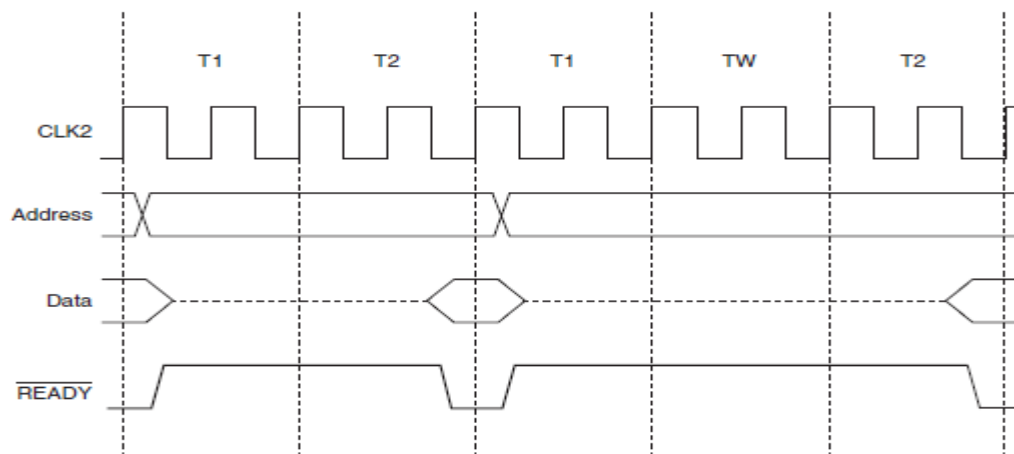 T1 T2 T1 TW T2
CLK2
Address
Data
READY